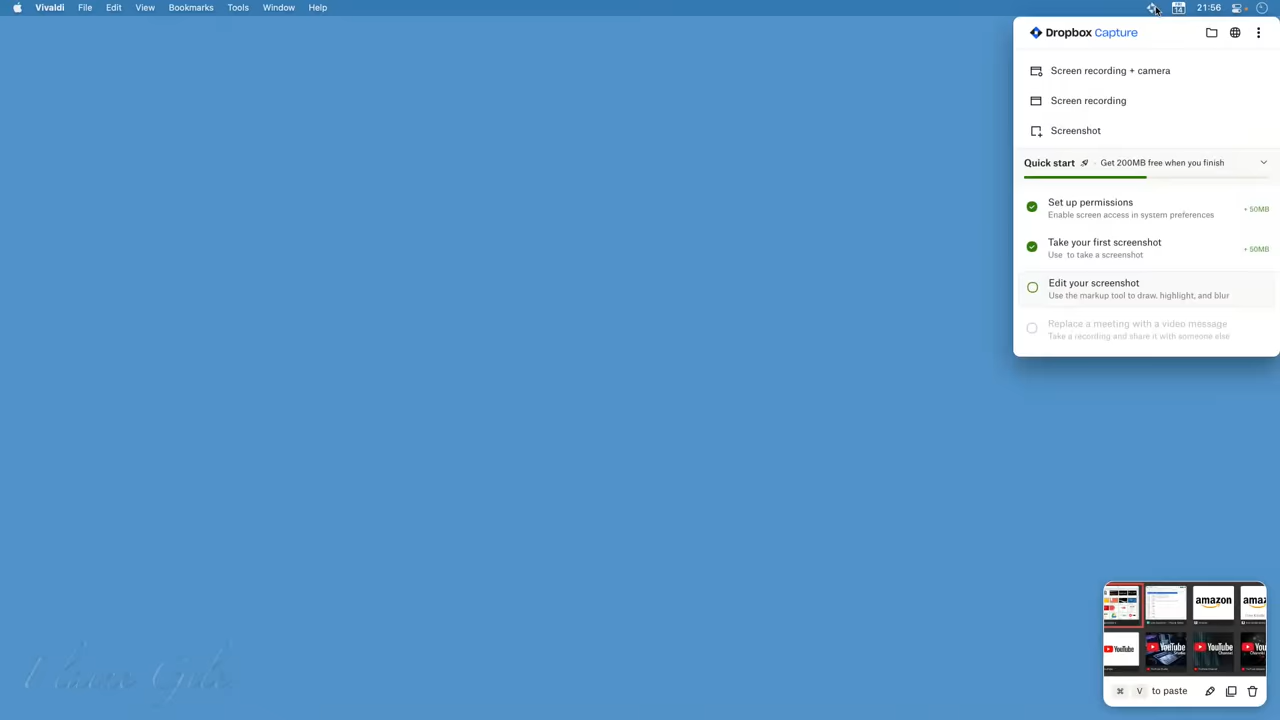 Vivaldi File Edit View Bookmarks Tools Window Help
14 21:56
Dropbox Capture
Screen recording + camera
Screen recording
Screenshot
Quick start · Get 200MB free when you finish
Set up permissions
Enable screen access in system preferences
+ 50MB
Take your first screenshot
Use to take a screenshot
+ 50MB
Edit your screenshot
Use the markup tool to draw, highlight, and blur
Replace a meeting with a video message
Take a recording and share it with someone else
amazon
YouTube
YouTube
YouTube
⌘ V to paste